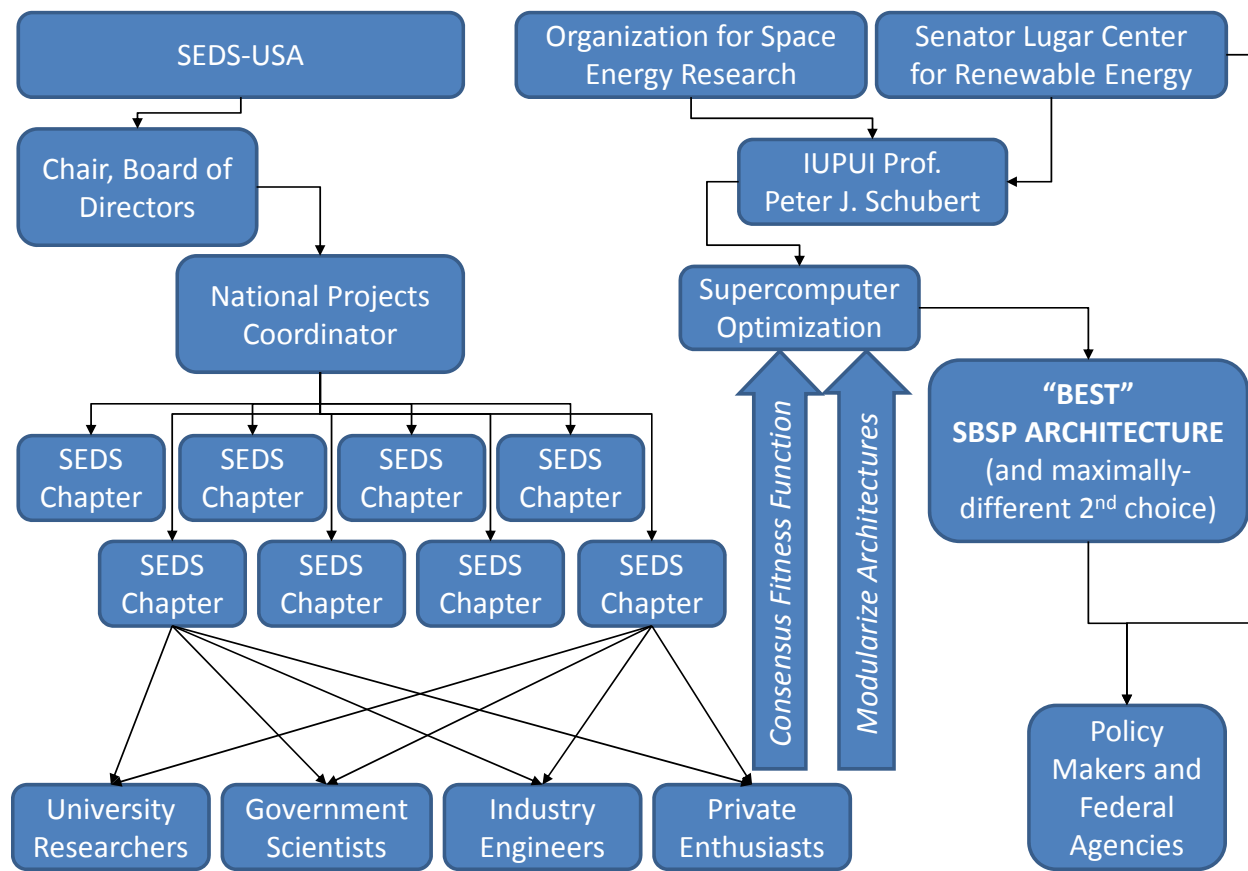 SEDS-USA
Organization for Space
Energy Research
Senator Lugar Center
for Renewable Energy
Chair, Board of
Directors
IUPUI Prof.
Peter J. Schubert
National Projects
Coordinator
Supercomputer
Optimization
"BEST"
SBSP ARCHITECTURE
(and maximally-
different 2nd choice)
SEDS
Chapter
SEDS
Chapter
SEDS
Chapter
SEDS
Chapter
SEDS
Chapter
SEDS
Chapter
SEDS
Chapter
SEDS
Chapter
Consensus Fitness Function
Modularize Architectures
University
Researchers
Government
Scientists
Industry
Engineers
Private
Enthusiasts
Policy
Makers and
Federal
Agencies